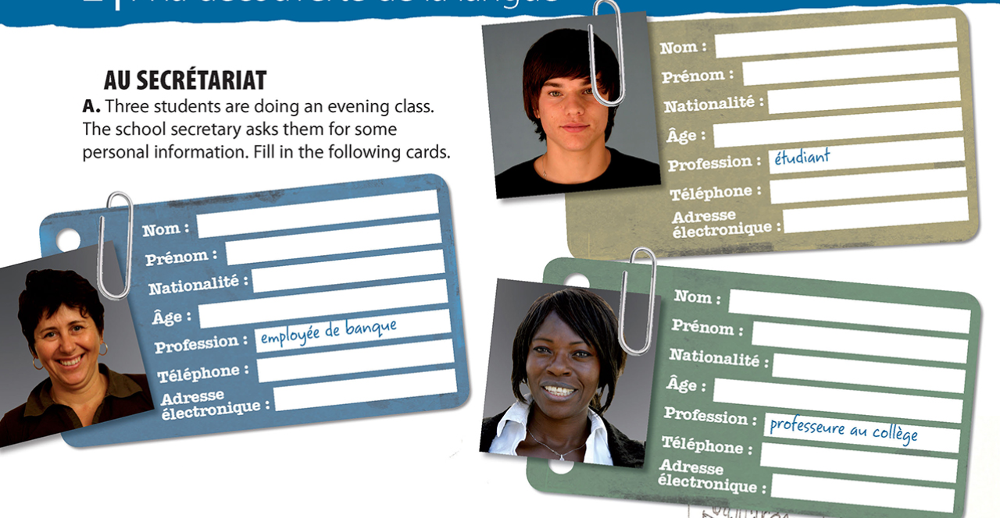 AU SECRÉTARIAT
A. Three students are doing an evening class.
The school secretary asks them for some
personal information. Fill in the following cards.
Nom :
Prénom :
Nationalité :
Âge :
Profession : employée de banque
Téléphone :
Adresse
électronique :
Nom :
Prénom :
Nationalité :
Âge :
Profession : étudiant
Téléphone :
Adresse
électronique :
Nom :
Prénom :
Nationalité :
Âge :
Profession : professeure au collège
Téléphone :
Adresse
électronique :